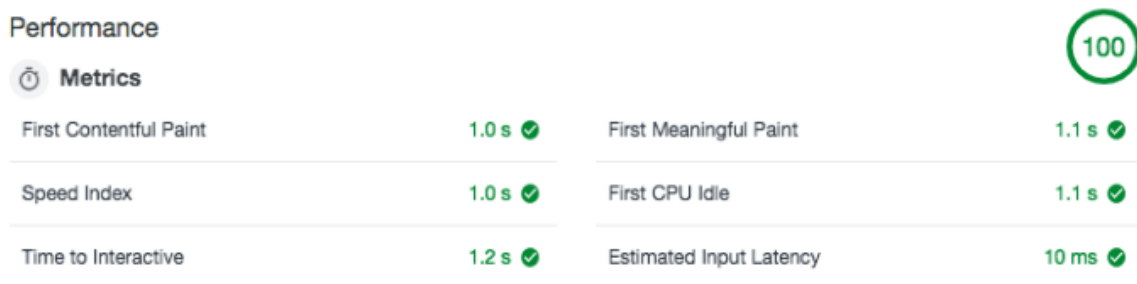 Performance
100
Metrics
First Contentful Paint 1.0 s
First Meaningful Paint 1.1 s
Speed Index 1.0 s
First CPU Idle 1.1 s
Time to Interactive 1.2 s
Estimated Input Latency 10 ms